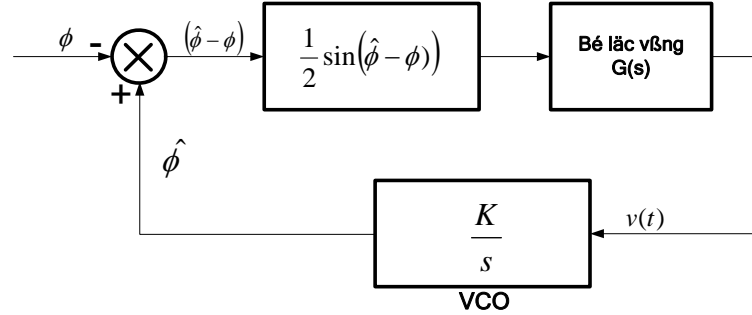 ϕ - (ϕ̂ - ϕ)
1/2 sin(ϕ̂ - ϕ))
Bé läc vßng
G(s)
+
ϕ̂
K/s
v(t)
VCO